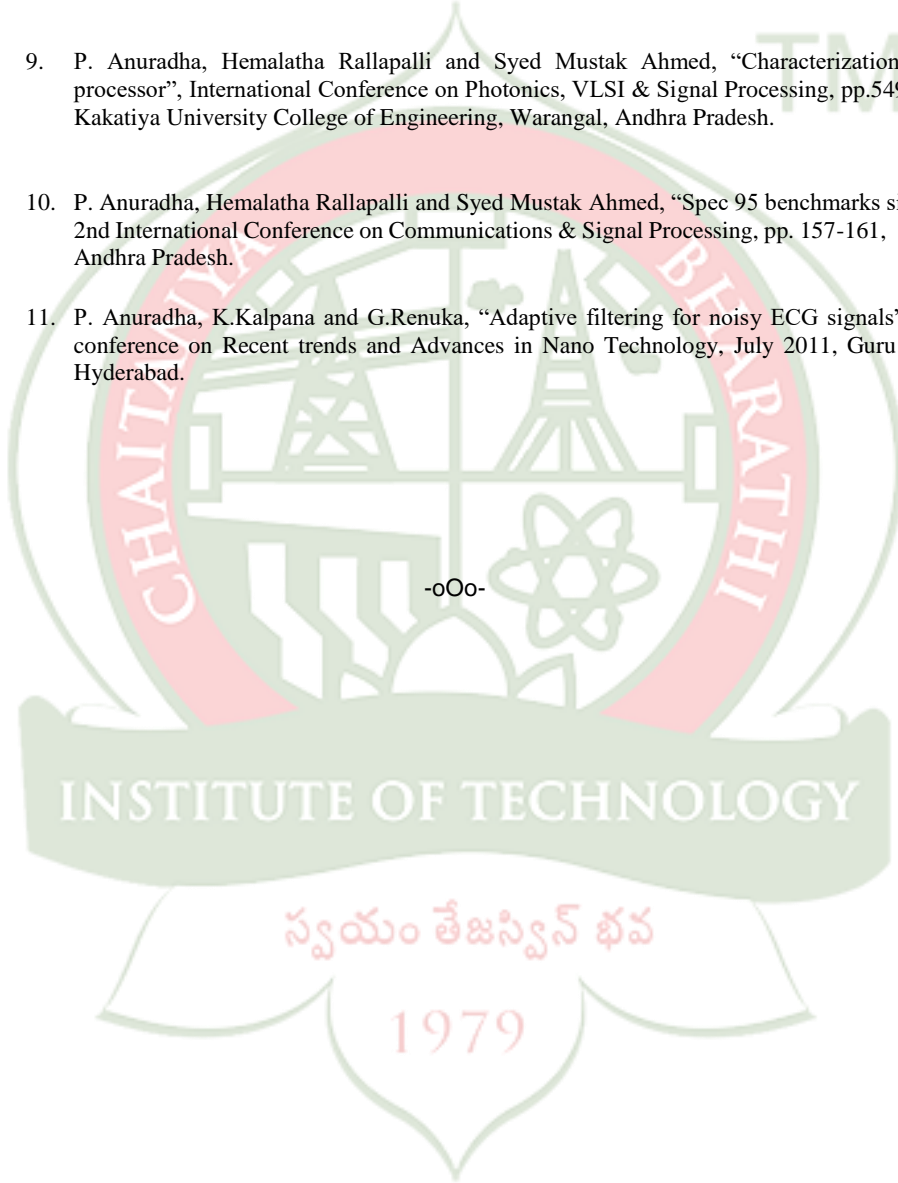 TM
9. P. Anuradha, Hemalatha Rallapalli and Syed Mustak Ahmed, “Characterization
processor”, International Conference on Photonics, VLSI & Signal Processing, pp.549
Kakatiya University College of Engineering, Warangal, Andhra Pradesh.
10. P. Anuradha, Hemalatha Rallapalli and Syed Mustak Ahmed, “Spec 95 benchmarks si
2nd International Conference on Communications & Signal Processing, pp. 157-161,
Andhra Pradesh.
11. P. Anuradha, K.Kalpana and G.Renuka, “Adaptive filtering for noisy ECG signals”
conference on Recent trends and Advances in Nano Technology, July 2011, Guru
Hyderabad.
CHAITANYA BHARATHI
-oOo-
INSTITUTE OF TECHNOLOGY
స్వయం తేజస్విన్ భవ
1979